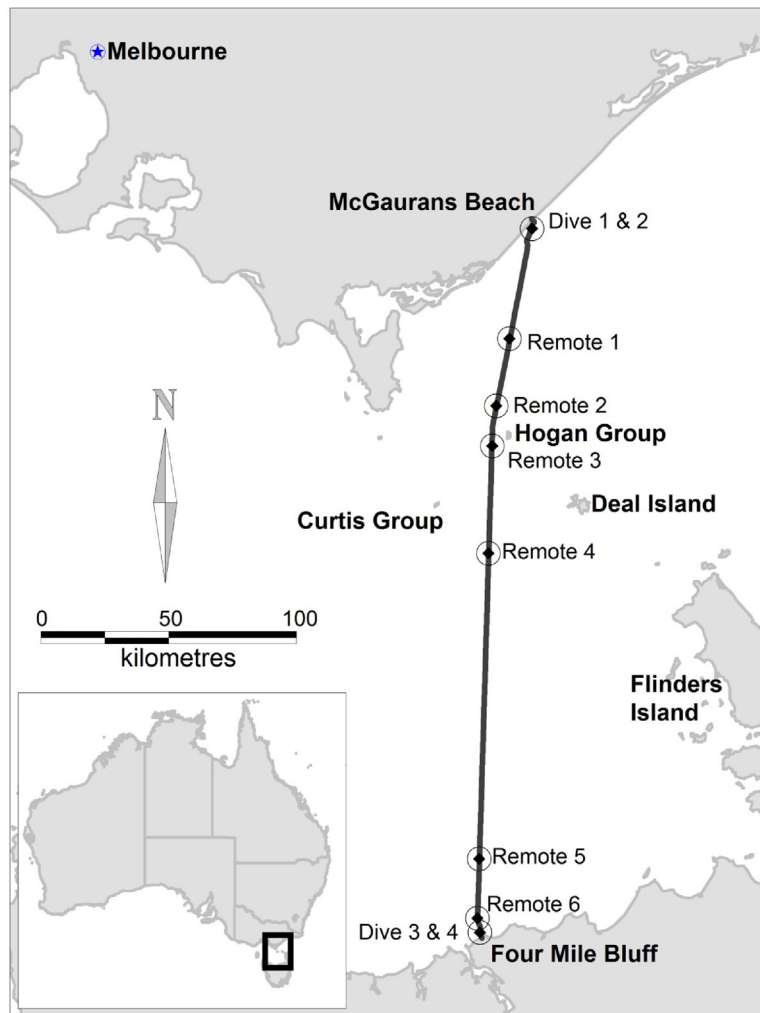 Melbourne
McGaurans Beach
Dive 1 & 2
Remote 1
N
Remote 2
Hogan Group
Remote 3
Deal Island
Curtis Group
Remote 4
0 50 100
kilometres
Flinders
Island
Remote 5
Remote 6
Dive 3 & 4
Four Mile Bluff